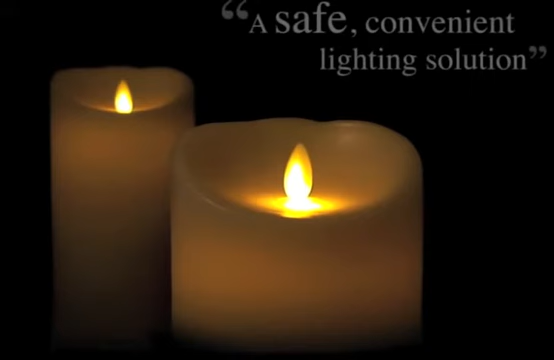 “A safe, convenient
lighting solution”